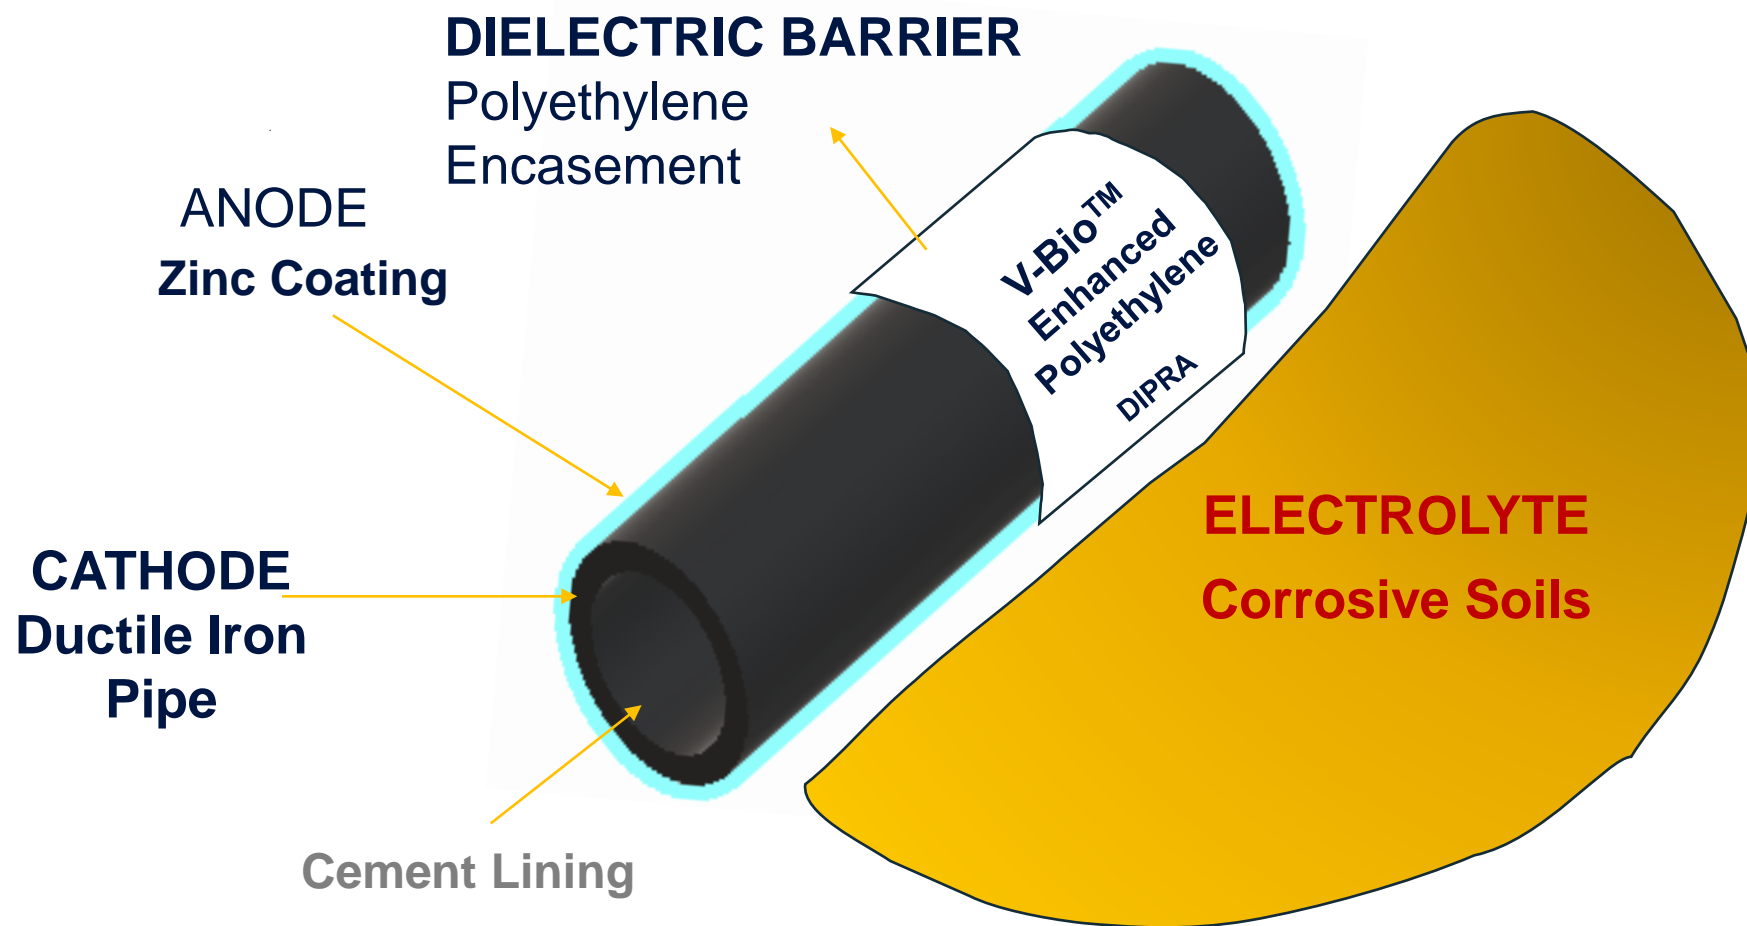 DIELECTRIC BARRIER
Polyethylene
Encasement
ANODE
Zinc Coating
V-Bio™
Enhanced
Polyethylene
DIPRA
CATHODE
Ductile Iron
Pipe
ELECTROLYTE
Corrosive Soils
Cement Lining